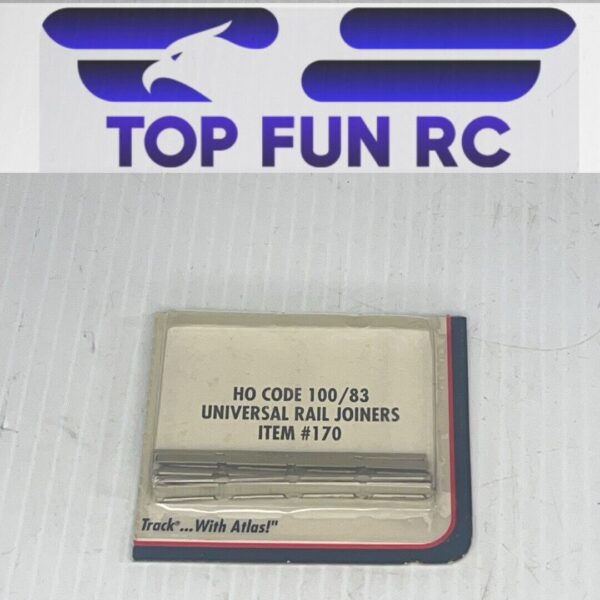 TOP FUN RC
HO CODE 100/83
UNIVERSAL RAIL JOINERS
ITEM #170
Track®...With Atlas!"